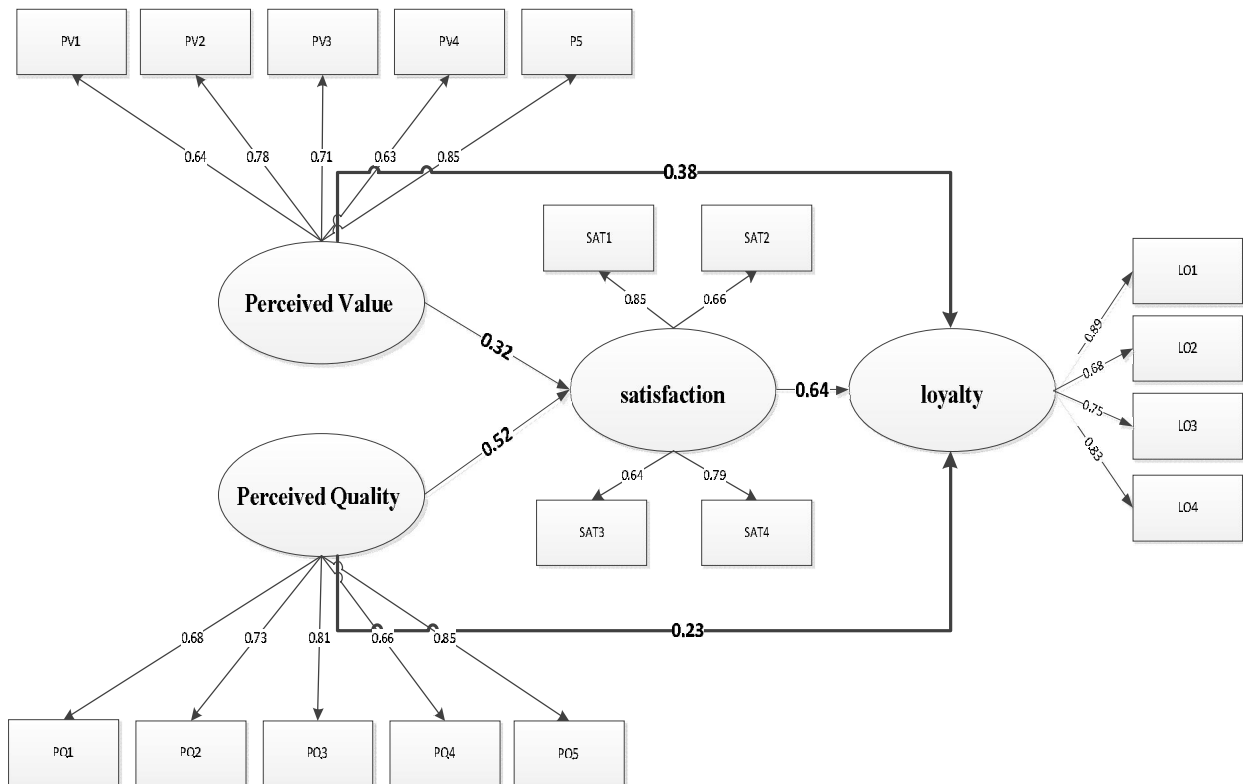 PV1 PV2 PV3 PV4 P5
0.64 0.78 0.71 0.63 0.85
0.38
SAT1 SAT2
0.85 0.66
Perceived Value
0.32
satisfaction
0.64
loyalty
0.89
0.68
0.75
0.83
LO1
LO2
LO3
LO4
0.52
Perceived Quality
0.64 0.79
SAT3 SAT4
0.23
0.68 0.73 0.81 0.66 0.85
PQ1 PQ2 PQ3 PQ4 PQ5